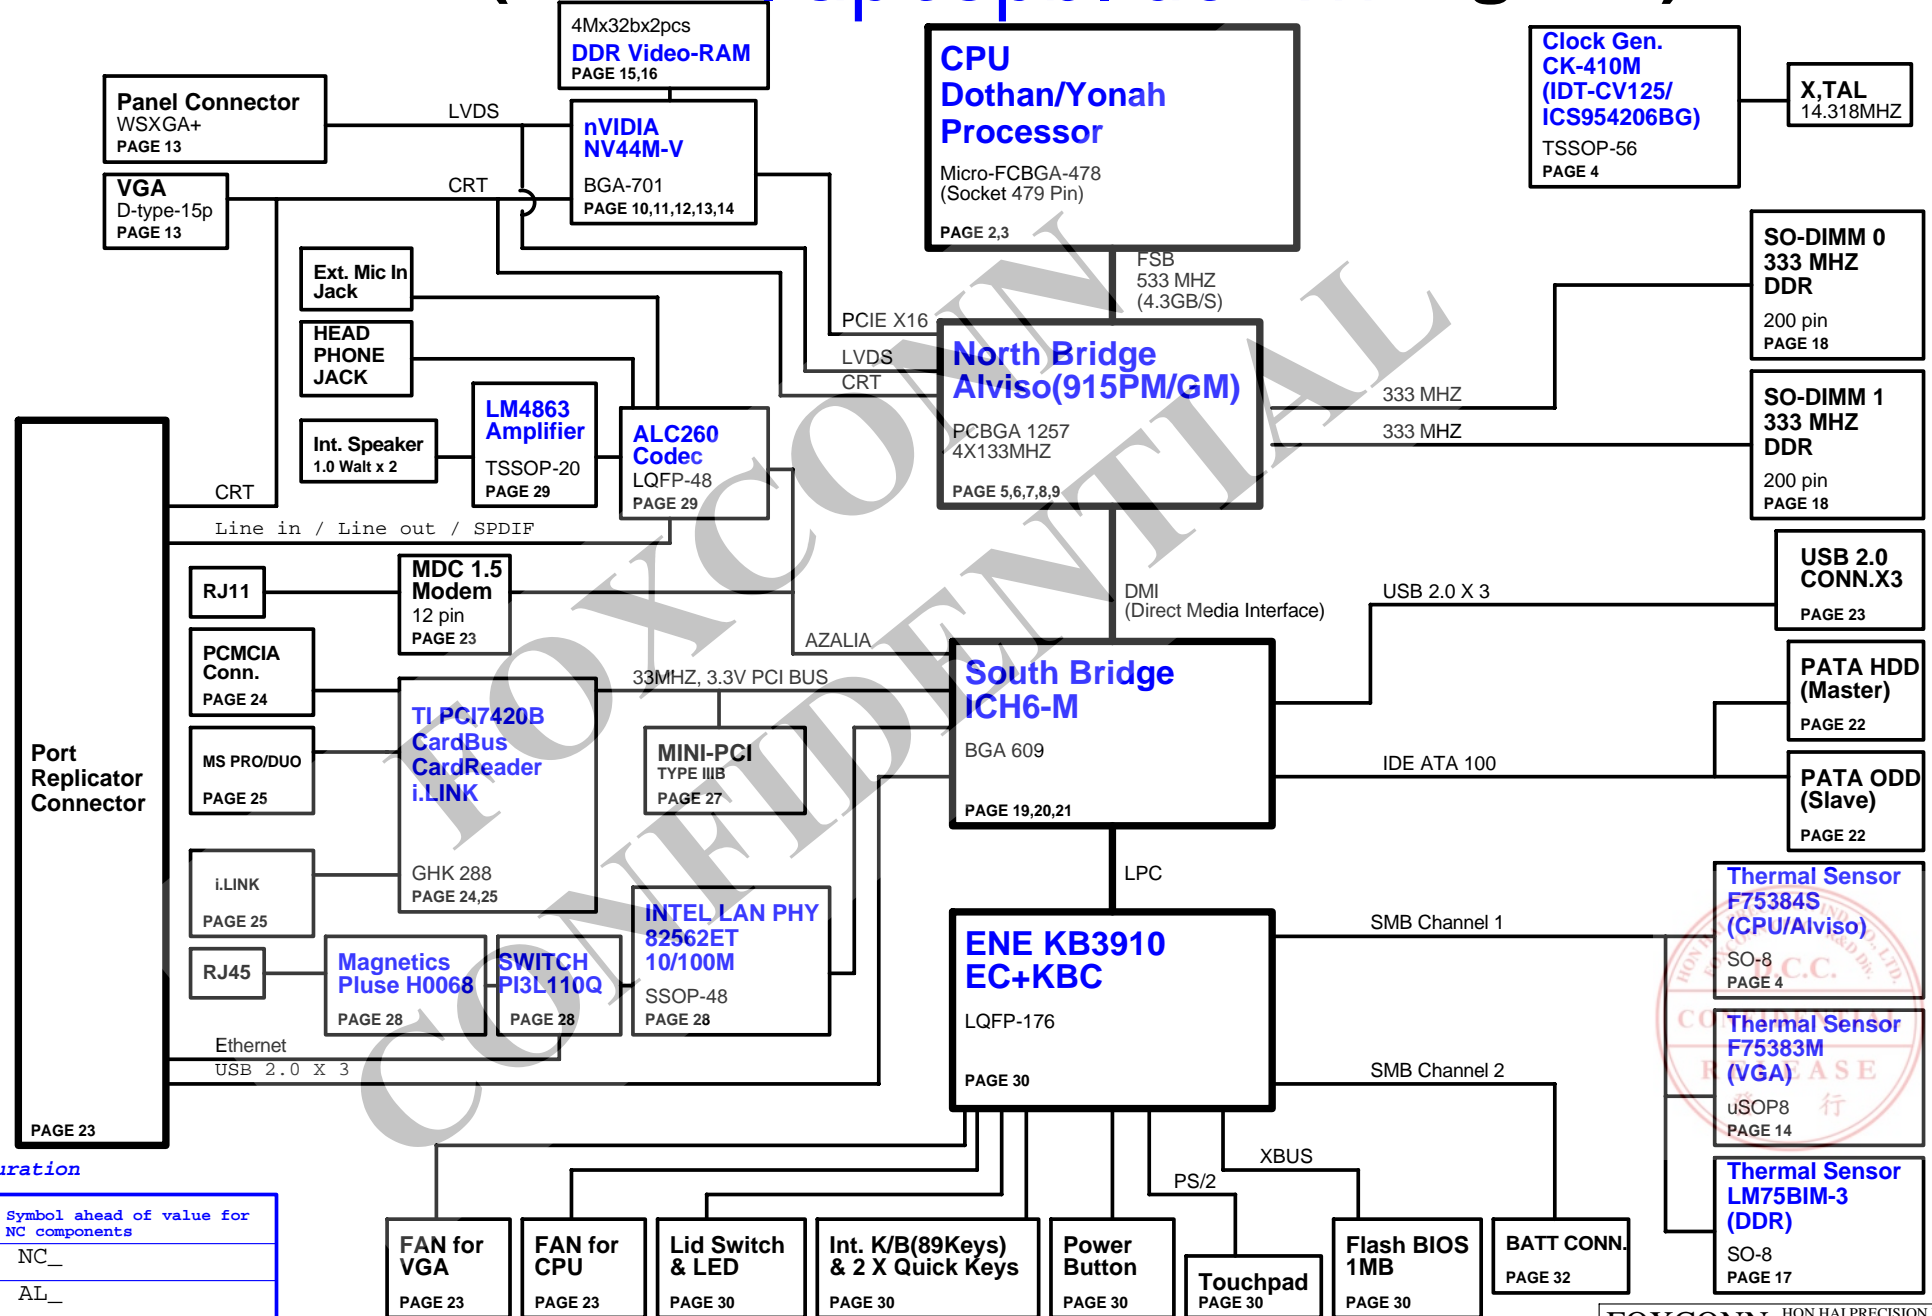 4Mx32bx2pcs
DDR Video-RAM
PAGE 15,16
CPU
Dothan/Yonah
Processor
Micro-FCBGA-478
(Socket 479 Pin)
PAGE 2,3
Clock Gen.
CK-410M
(IDT-CV125/
ICS954206BG)
TSSOP-56
PAGE 4
X,TAL
14.318MHZ
Panel Connector
WSXGA+
PAGE 13
LVDS
nVIDIA
NV44M-V
BGA-701
PAGE 10,11,12,13,14
VGA
D-type-15p
PAGE 13
CRT
Ext. Mic In
Jack
HEAD
PHONE
JACK
Int. Speaker
1.0 Walt x 2
LM4863
Amplifier
TSSOP-20
PAGE 29
ALC260
Codec
LQFP-48
PAGE 29
FSB
533 MHZ
(4.3GB/S)
PCIE X16
LVDS
CRT
North Bridge
Alviso(915PM/GM)
PCBGA 1257
4X133MHZ
PAGE 5,6,7,8,9
333 MHZ
333 MHZ
SO-DIMM 0
333 MHZ
DDR
200 pin
PAGE 18
SO-DIMM 1
333 MHZ
DDR
200 pin
PAGE 18
Port
Replicator
Connector
PAGE 23
CRT
Line in / Line out / SPDIF
RJ11
MDC 1.5
Modem
12 pin
PAGE 23
AZALIA
DMI
(Direct Media Interface)
USB 2.0 X 3
USB 2.0
CONN.X3
PAGE 23
PCMCIA
Conn.
PAGE 24
33MHZ, 3.3V PCI BUS
TI PCI7420B
CardBus
CardReader
i.LINK
GHK 288
PAGE 24,25
MINI-PCI
TYPE IIIB
PAGE 27
South Bridge
ICH6-M
BGA 609
PAGE 19,20,21
IDE ATA 100
PATA HDD
(Master)
PAGE 22
PATA ODD
(Slave)
PAGE 22
MS PRO/DUO
PAGE 25
i.LINK
PAGE 25
LPC
RJ45
Magnetics
Pluse H0068
PAGE 28
SWITCH
PI3L110Q
PAGE 28
INTEL LAN PHY
82562ET
10/100M
SSOP-48
PAGE 28
Ethernet
USB 2.0 X 3
ENE KB3910
EC+KBC
LQFP-176
PAGE 30
SMB Channel 1
SMB Channel 2
Thermal Sensor
F75384S
(CPU/Alviso)
SO-8
PAGE 4
Thermal Sensor
F75383M
(VGA)
uSOP8
PAGE 14
Thermal Sensor
LM75BIM-3
(DDR)
SO-8
PAGE 17
D.C.C.
CONFIDENTIAL
RELEASE
發 行
XBUS
PS/2
FAN for
VGA
PAGE 23
FAN for
CPU
PAGE 23
Lid Switch
& LED
PAGE 30
Int. K/B(89Keys)
& 2 X Quick Keys
PAGE 30
Power
Button
PAGE 30
Touchpad
PAGE 30
Flash BIOS
1MB
PAGE 30
BATT CONN.
PAGE 32
uration
Symbol ahead of value for
NC components
NC_
AL_
FOXCONN
CONFIDENTIAL
FOXCONN HON HAI PRECISION